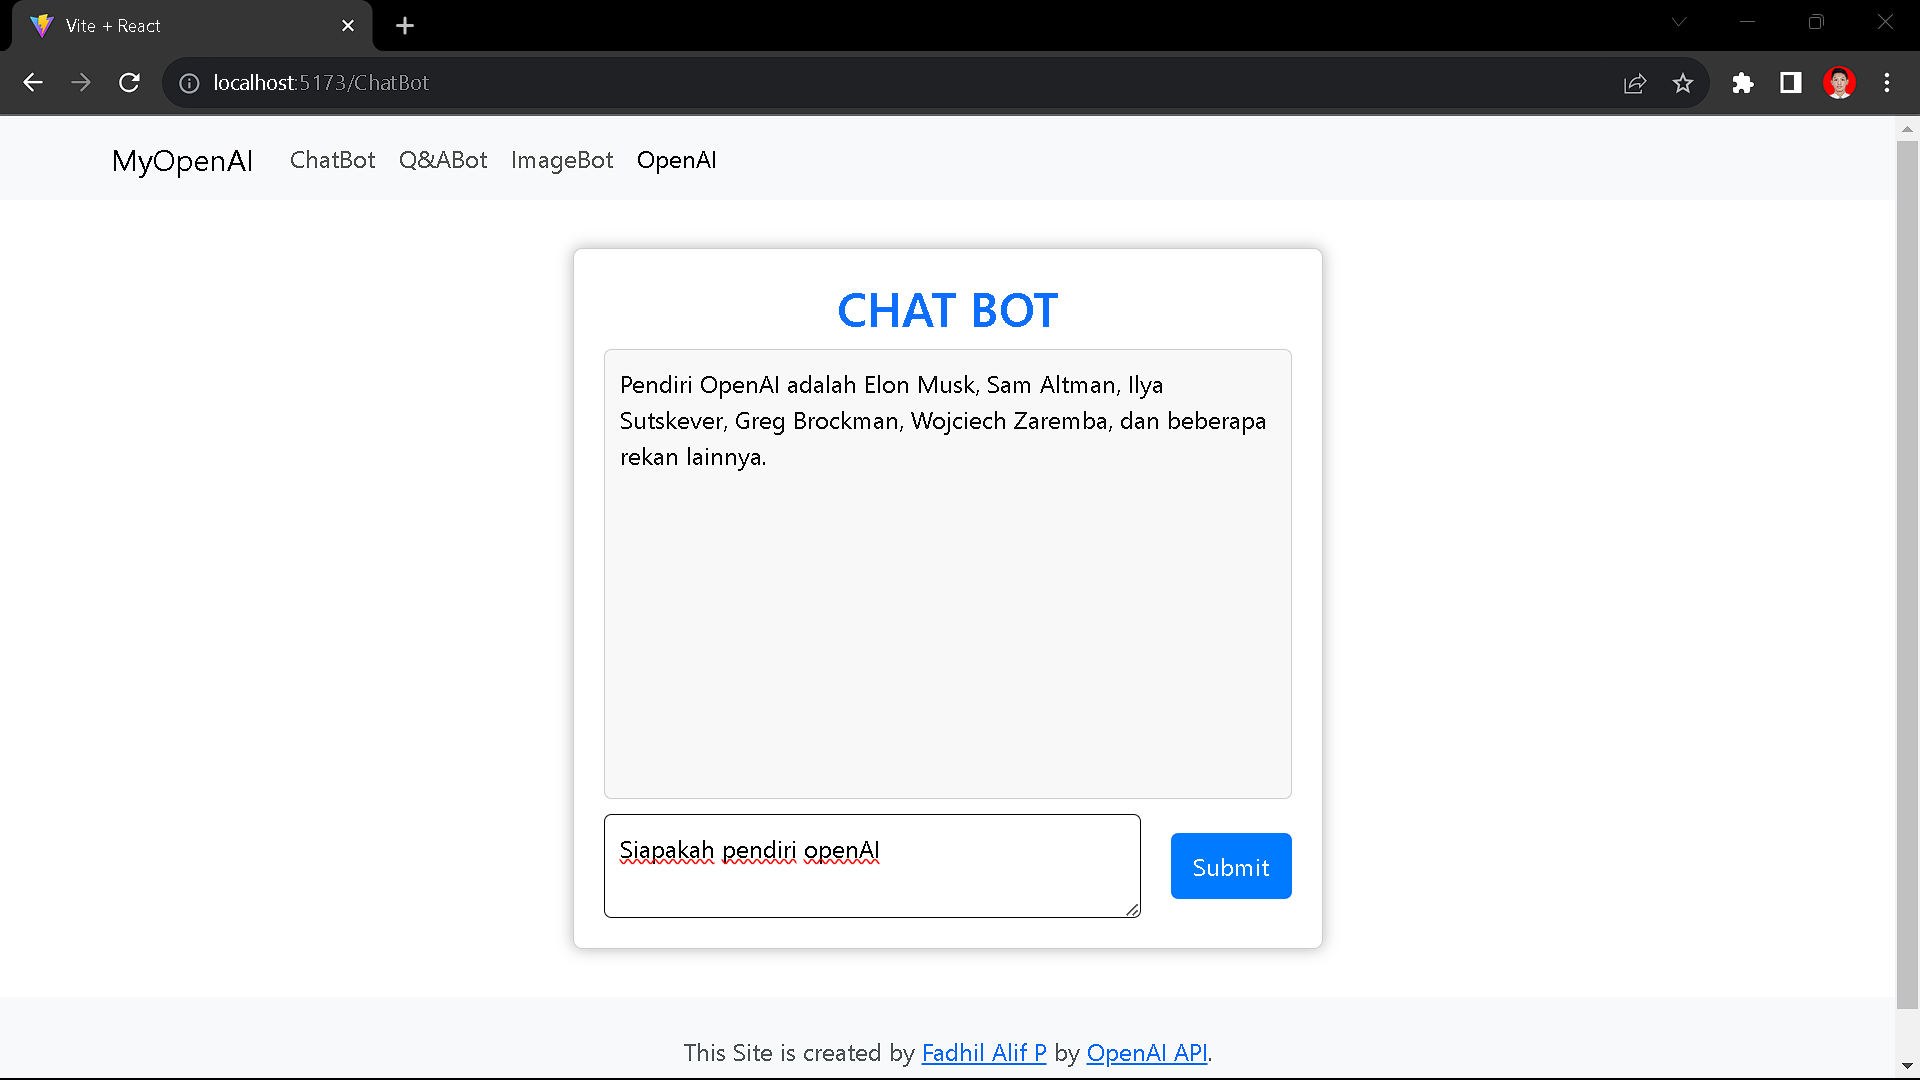 Vite + React
localhost:5173/ChatBot
MyOpenAI ChatBot Q&ABot ImageBot OpenAI
CHAT BOT
Pendiri OpenAI adalah Elon Musk, Sam Altman, Ilya
Sutskever, Greg Brockman, Wojciech Zaremba, dan beberapa
rekan lainnya.
Siapakah pendiri openAI
Submit
This Site is created by Fadhil Alif P by OpenAI API.